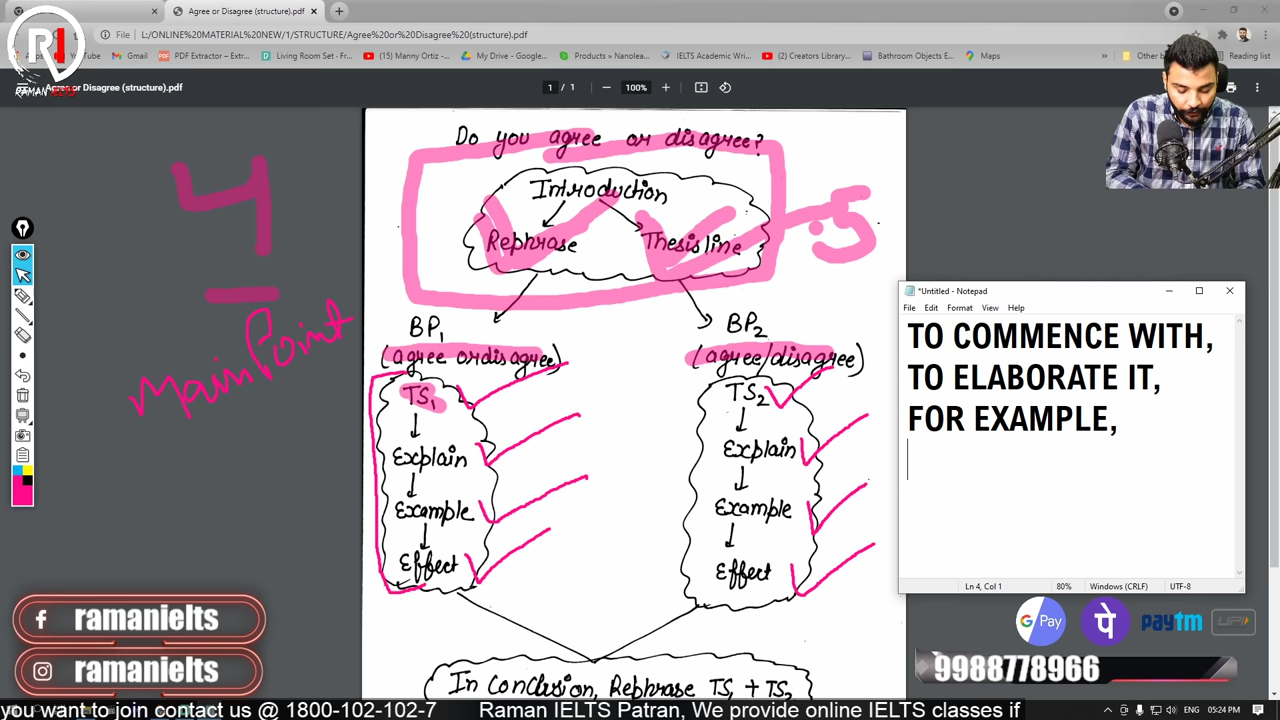 Agree or Disagree (structure).pdf
File
L:/ONLINE%20MATERIAL%20NEW/1/STRUCTURE/Agree%20or%20Disagree%20(structure).pdf
YouTube
Gmail
PDF Extractor – Extr...
Living Room Set - Fr...
(15) Manny Ortiz -...
My Drive - Google...
Products » Nanolea...
IELTS Academic Wri...
(2) Creators Library...
Bathroom Objects E...
Maps
Reading list
RI
RAMAN IELTS
Agree or Disagree (structure).pdf
1 / 1
100%
Do you agree or disagree?
Introduction
Rephrase
Thesis line
.5
4
Main Point
BP1
BP2
(agree or disagree)
(agree/disagree)
TS1
TS2
Explain
Explain
Example
Example
Effect
Effect
In Conclusion, Rephrase TS1 + TS2
*Untitled - Notepad
File Edit Format View Help
TO COMMENCE WITH,
TO ELABORATE IT,
FOR EXAMPLE,
Ln 4, Col 1
80%
Windows (CRLF)
UTF-8
ramanielts
ramanielts
G Pay
पे
paytm
UPI
9988778966
you want to join contact us @ 1800-102-102-7 Raman IELTS Patran, We provide online IELTS classes if
ENG
05:24 PM